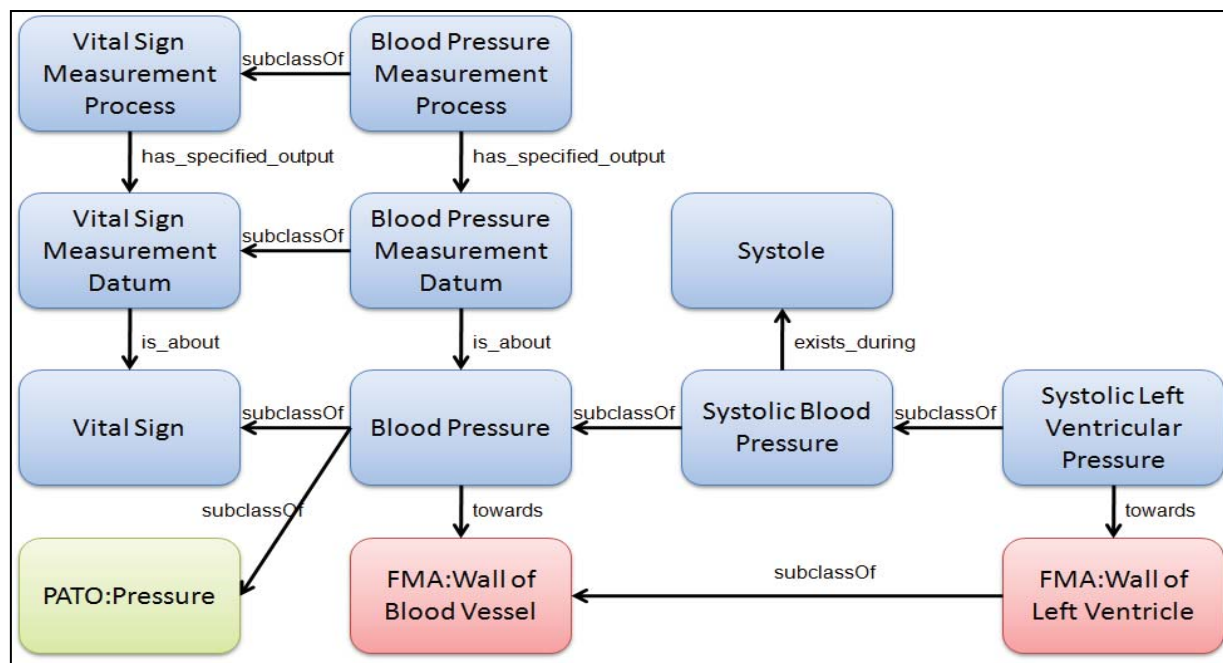 Vital Sign
Measurement
Process
subclassOf
Blood Pressure
Measurement
Process
has_specified_output
has_specified_output
Vital Sign
Measurement
Datum
subclassOf
Blood Pressure
Measurement
Datum
Systole
is_about
is_about
exists_during
Vital Sign
subclassOf
Blood Pressure
subclassOf
Systolic Blood
Pressure
subclassOf
Systolic Left
Ventricular
Pressure
subclassOf
towards
towards
PATO:Pressure
FMA:Wall of
Blood Vessel
subclassOf
FMA:Wall of
Left Ventricle